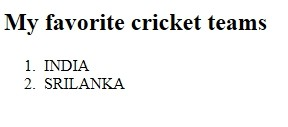 My favorite cricket teams
1. INDIA
2. SRILANKA